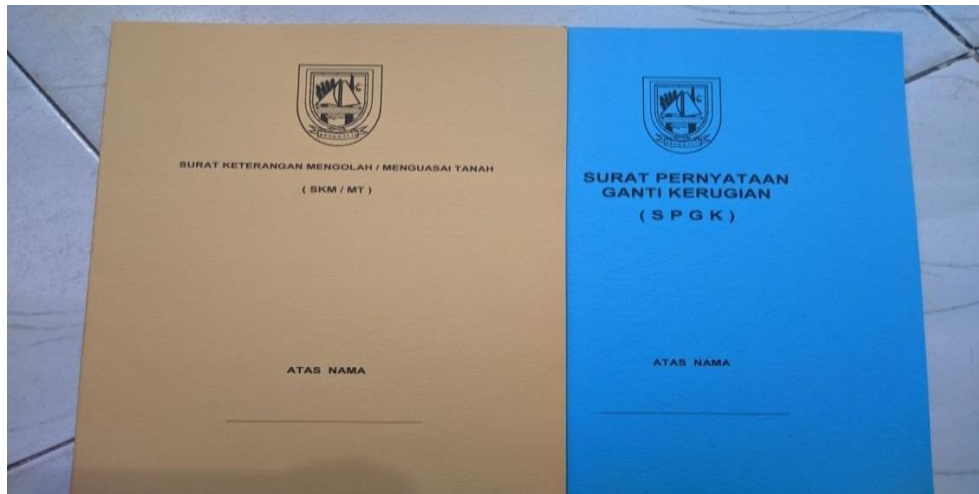 SURAT KETERANGAN MENGOLAH / MENGUASAI TANAH
( SKM / MT )
ATAS NAMA
SURAT PERNYATAAN
GANTI KERUGIAN
( S P G K )
ATAS NAMA